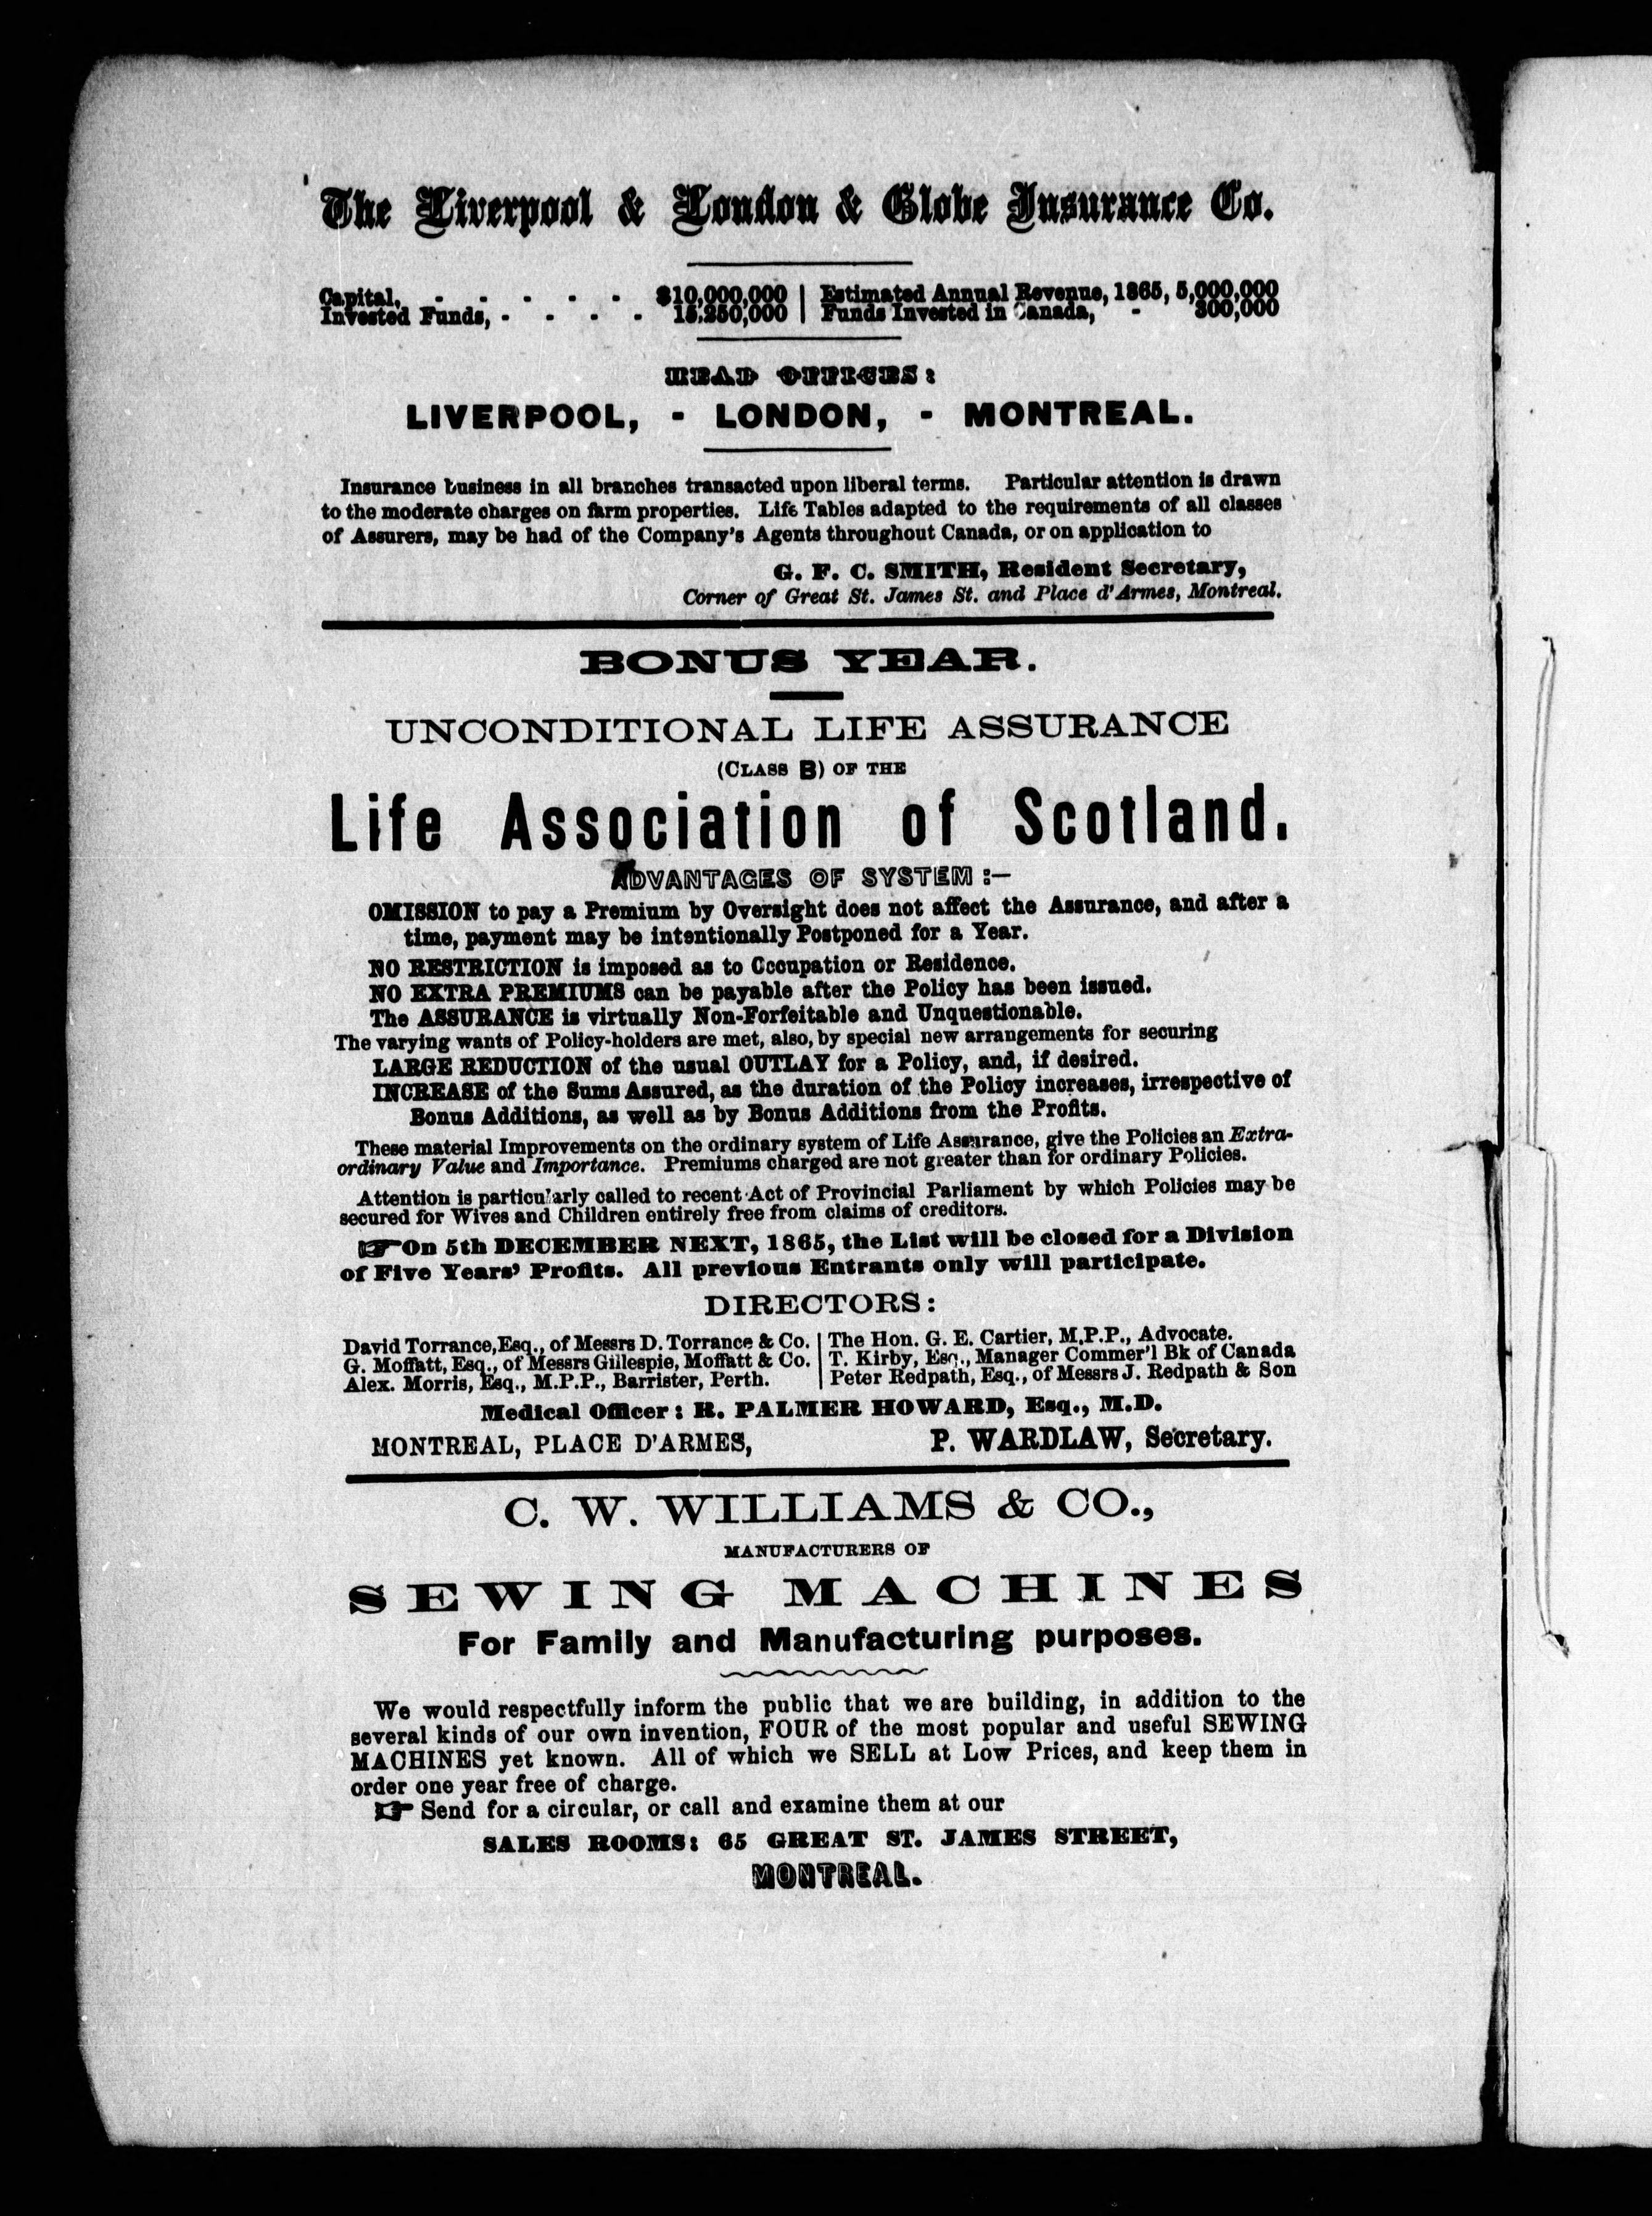 The Liverpool & London & Globe Insurance Co.
Capital, - - - - - $10,000,000 | Estimated Annual Revenue, 1865, 5,000,000
Invested Funds, - - - - 15,250,000 | Funds Invested in Canada, - 300,000
HEAD OFFICES:
LIVERPOOL, - LONDON, - MONTREAL.
Insurance business in all branches transacted upon liberal terms. Particular attention is drawn
to the moderate charges on farm properties. Life Tables adapted to the requirements of all classes
of Assurers, may be had of the Company's Agents throughout Canada, or on application to
G. F. C. SMITH, Resident Secretary,
Corner of Great St. James St. and Place d'Armes, Montreal.
BONUS YEAR.
UNCONDITIONAL LIFE ASSURANCE
(CLASS B) OF THE
Life Association of Scotland.
ADVANTAGES OF SYSTEM :—
OMISSION to pay a Premium by Oversight does not affect the Assurance, and after a
time, payment may be intentionally Postponed for a Year.
NO RESTRICTION is imposed as to Occupation or Residence.
NO EXTRA PREMIUMS can be payable after the Policy has been issued.
The ASSURANCE is virtually Non-Forfeitable and Unquestionable.
The varying wants of Policy-holders are met, also, by special new arrangements for securing
LARGE REDUCTION of the usual OUTLAY for a Policy, and, if desired.
INCREASE of the Sums Assured, as the duration of the Policy increases, irrespective of
Bonus Additions, as well as by Bonus Additions from the Profits.
These material Improvements on the ordinary system of Life Assurance, give the Policies an Extra-
ordinary Value and Importance. Premiums charged are not greater than for ordinary Policies.
Attention is particularly called to recent Act of Provincial Parliament by which Policies may be
secured for Wives and Children entirely free from claims of creditors.
☞On 5th DECEMBER NEXT, 1865, the List will be closed for a Division
of Five Years' Profits. All previous Entrants only will participate.
DIRECTORS:
David Torrance, Esq., of Messrs D. Torrance & Co. | The Hon. G. E. Cartier, M.P.P., Advocate.
G. Moffatt, Esq., of Messrs Gillespie, Moffatt & Co. | T. Kirby, Esq., Manager Commer'l Bk of Canada
Alex. Morris, Esq., M.P.P., Barrister, Perth. | Peter Redpath, Esq., of Messrs J. Redpath & Son
Medical Officer: R. PALMER HOWARD, Esq., M.D.
MONTREAL, PLACE D'ARMES, P. WARDLAW, Secretary.
C. W. WILLIAMS & CO.,
MANUFACTURERS OF
SEWING MACHINES
For Family and Manufacturing purposes.
We would respectfully inform the public that we are building, in addition to the
several kinds of our own invention, FOUR of the most popular and useful SEWING
MACHINES yet known. All of which we SELL at Low Prices, and keep them in
order one year free of charge.
☞ Send for a circular, or call and examine them at our
SALES ROOMS: 65 GREAT ST. JAMES STREET,
MONTREAL.